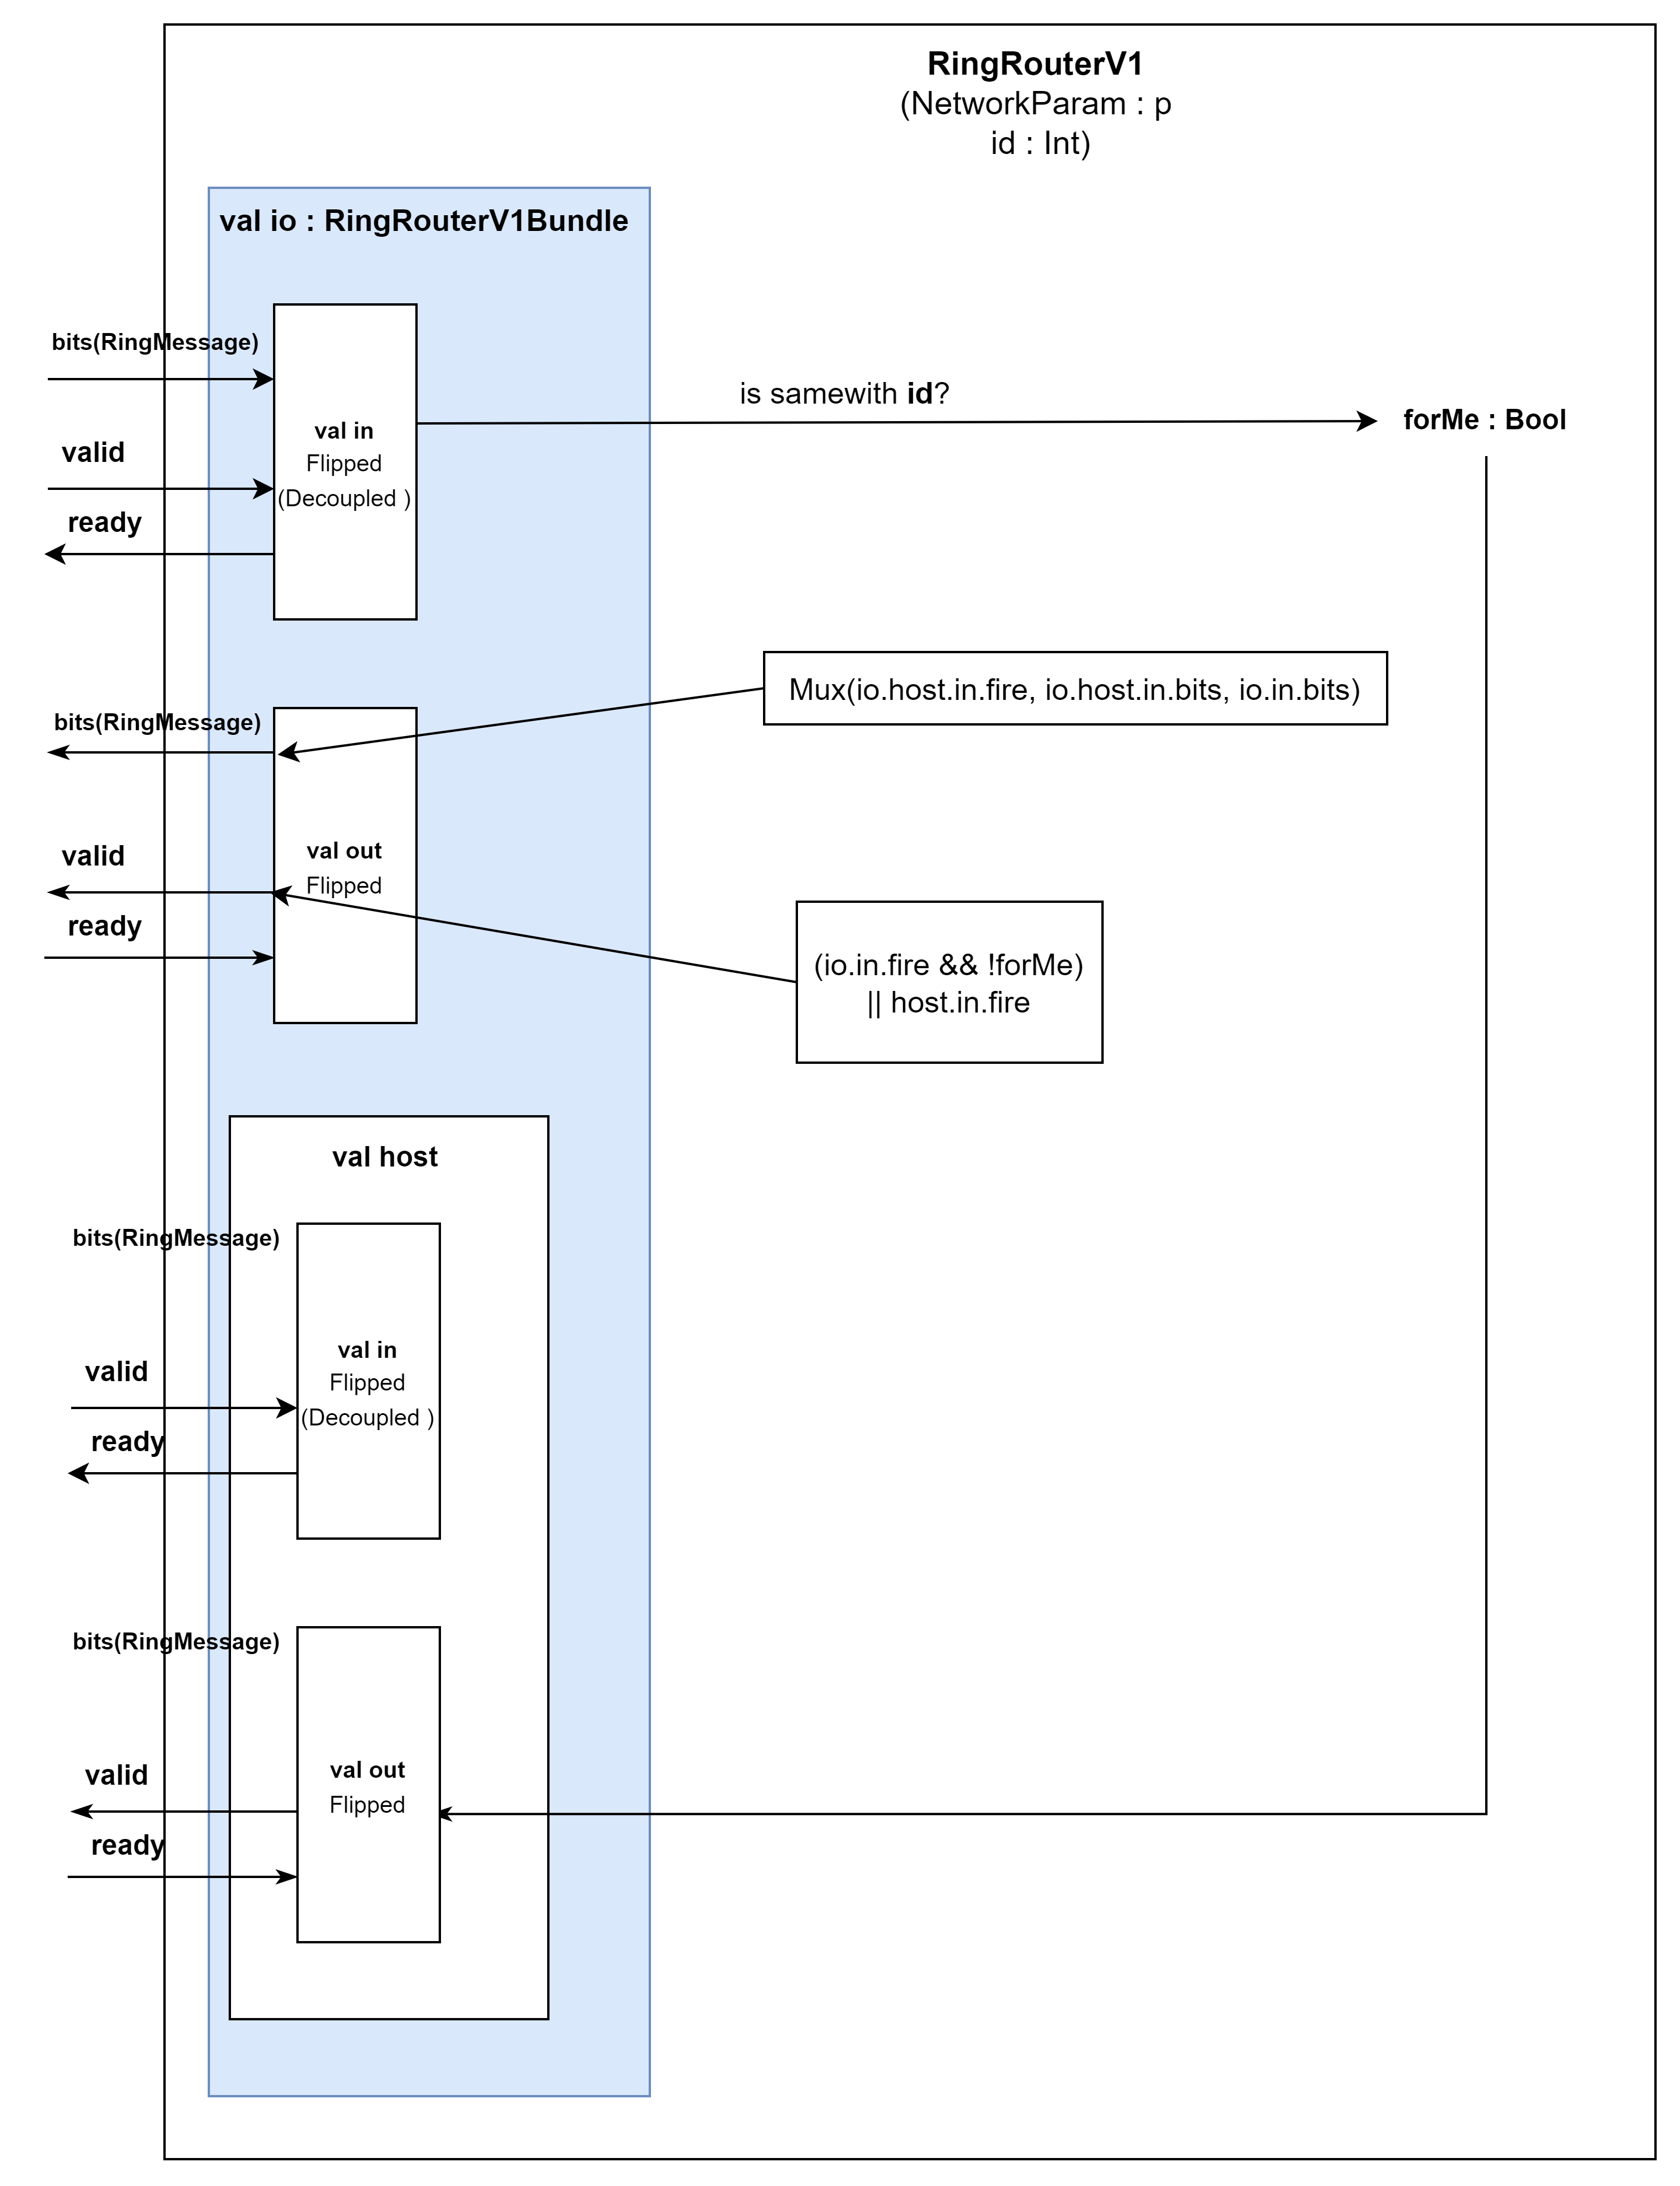 RingRouterV1
(NetworkParam : p
id : Int)
val io : RingRouterV1Bundle
bits(RingMessage)
valid
ready
val in
Flipped
(Decoupled )
is samewith id?
forMe : Bool
Mux(io.host.in.fire, io.host.in.bits, io.in.bits)
bits(RingMessage)
valid
ready
val out
Flipped
(io.in.fire && !forMe)
|| host.in.fire
val host
bits(RingMessage)
valid
ready
val in
Flipped
(Decoupled )
bits(RingMessage)
valid
ready
val out
Flipped